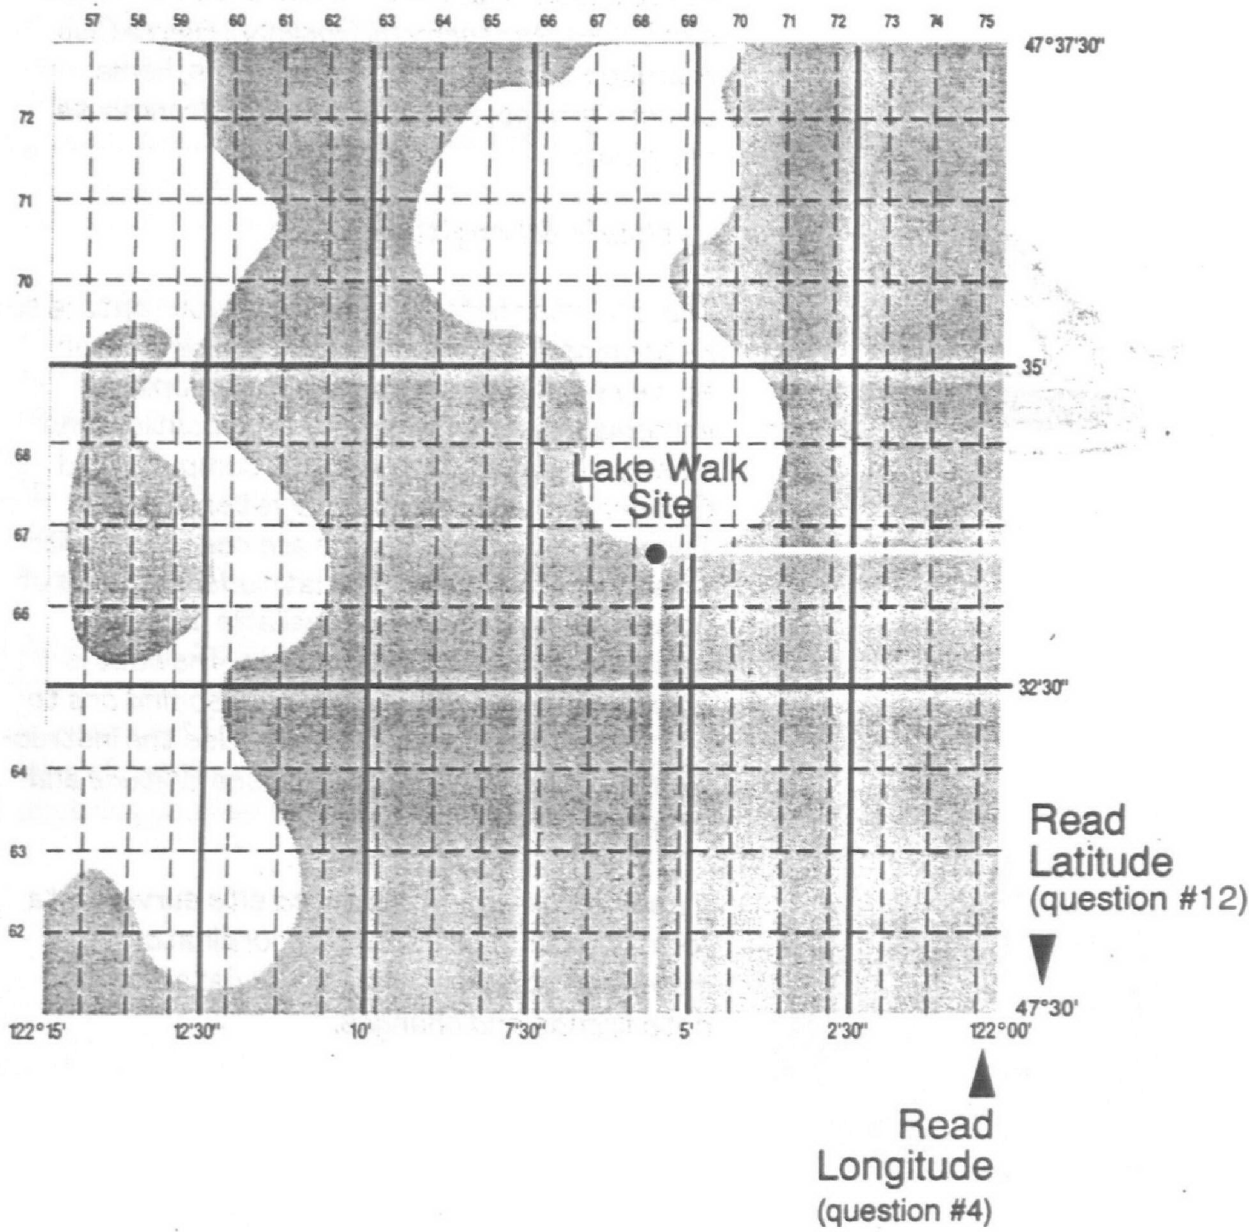 57 58 59 60 61 62 63 64 65 66 67 68 69 70 71 72 73 74 75
47°37'30"
72
71
70
35'
68
Lake Walk
Site
67
66
32'30"
64
63
Read
Latitude
(question #12)
62
47°30'
122°15' 12'30" 10' 7'30" 5' 2'30" 122°00'
Read
Longitude
(question #4)